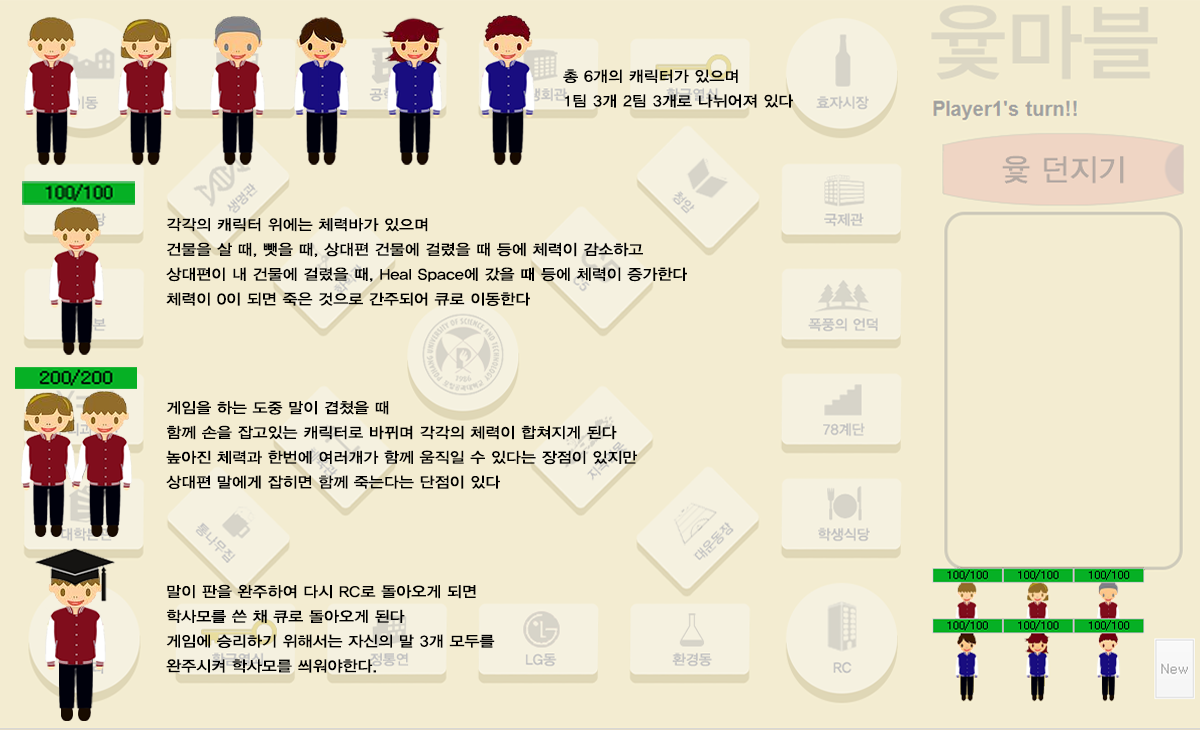 윷마블
Player1's turn!!
윷 던지기
총 6개의 캐릭터가 있으며
1팀 3개 2팀 3개로 나뉘어져 있다
효자시장
생명관
청암
국제관
100/100
각각의 캐릭터 위에는 체력바가 있으며
건물을 살 때, 뺏을 때, 상대편 건물에 걸렸을 때 등에 체력이 감소하고
상대편이 내 건물에 걸렸을 때, Heal Space에 갔을 때 등에 체력이 증가한다
체력이 0이 되면 죽은 것으로 간주되어 큐로 이동한다
CS
폭풍의 언덕
1986
200/200
게임을 하는 도중 말이 겹쳤을 때
함께 손을 잡고있는 캐릭터로 바뀌며 각각의 체력이 합쳐지게 된다
높아진 체력과 한번에 여러개가 함께 움직일 수 있다는 장점이 있지만
상대편 말에게 잡히면 함께 죽는다는 단점이 있다
78계단
통나무집
대운동장
학생식당
말이 판을 완주하여 다시 RC로 돌아오게 되면
학사모를 쓴 채 큐로 돌아오게 된다
게임에 승리하기 위해서는 자신의 말 3개 모두를
완주시켜 학사모를 씌워야한다.
황금열쇠
정통연
LG동
환경동
RC
100/100 100/100 100/100
100/100 100/100 100/100
New